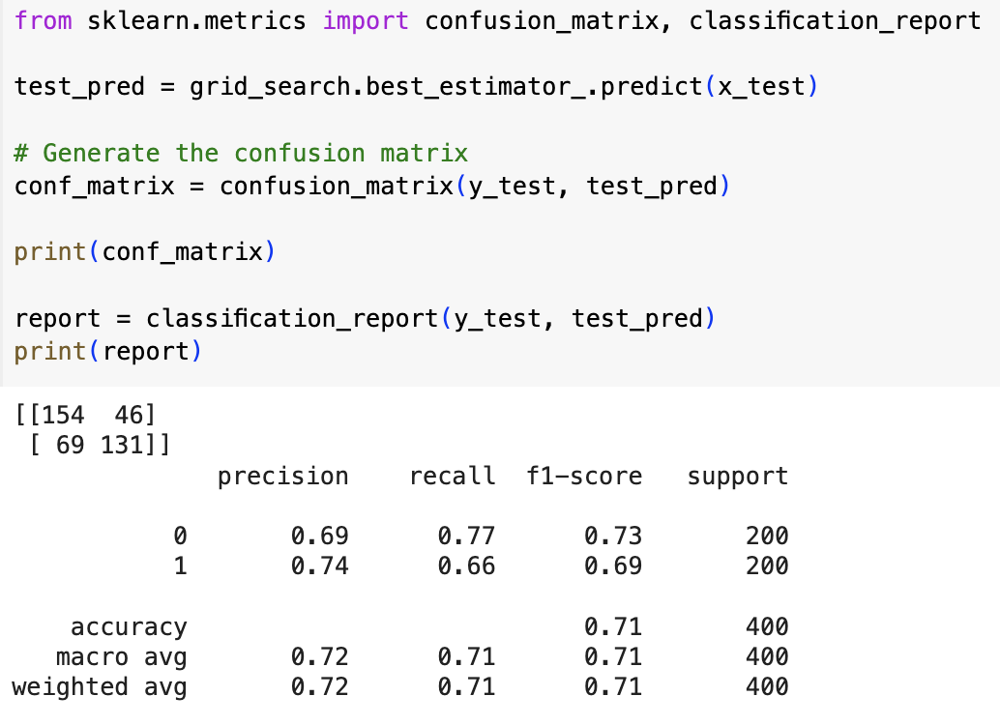 from sklearn.metrics import confusion_matrix, classification_report
test_pred = grid_search.best_estimator_.predict(x_test)
# Generate the confusion matrix
conf_matrix = confusion_matrix(y_test, test_pred)
print(conf_matrix)
report = classification_report(y_test, test_pred)
print(report)
[[154  46]
 [ 69 131]]
              precision    recall  f1-score   support
           0       0.69      0.77      0.73       200
           1       0.74      0.66      0.69       200
    accuracy                           0.71       400
   macro avg       0.72      0.71      0.71       400
weighted avg       0.72      0.71      0.71       400